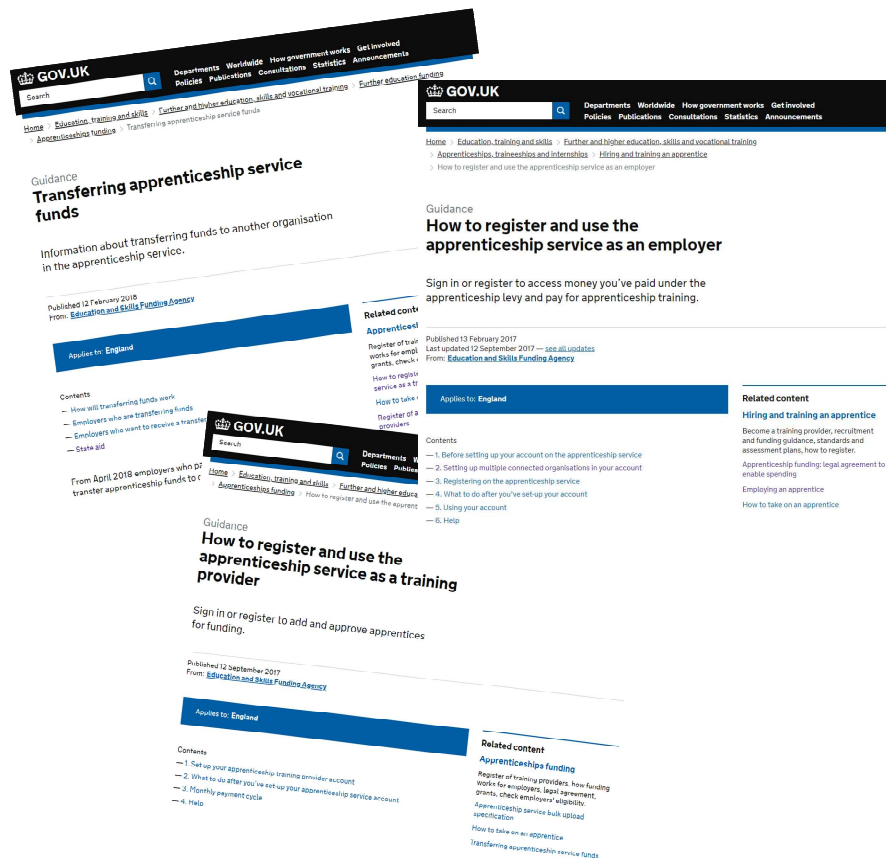 GOV.UK
Search
Departments Worldwide How government works Get involved
Policies Publications Consultations Statistics Announcements
Home > Education, training and skills > Further and higher education, skills and vocational training > Further education funding
> Apprenticeships funding > Transferring apprenticeship service funds
Guidance
Transferring apprenticeship service
funds
Information about transferring funds to another organisation
in the apprenticeship service.
Published 12 February 2018
From: Education and Skills Funding Agency
Applies to: England
Contents
— How will transferring funds work
— Employers who are transferring funds
— Employers who want to receive a
— State aid
From April 2018 employers who
transfer apprenticeship funds to
Related
Register of
works for
grants, check
How to
service as a
How to take
Register of a
providers
GOV.UK
Search
Departments Worldwide How government works Get involved
Policies Publications Consultations Statistics Announcements
Home > Education, training and skills > Further and higher education, skills and vocational training
> Apprenticeships, traineeships and internships > Hiring and training an apprentice
> How to register and use the apprenticeship service as an employer
Guidance
How to register and use the
apprenticeship service as an employer
Sign in or register to access money you've paid under the
apprenticeship levy and pay for apprenticeship training.
Published 13 February 2017
Last updated 12 September 2017 — see all updates
From: Education and Skills Funding Agency
Applies to: England
Contents
— 1. Before setting up your account on the apprenticeship service
— 2. Setting up multiple connected organisations in your account
— 3. Registering on the apprenticeship service
— 4. What to do after you've set-up your account
— 5. Using your account
— 6. Help
Related content
Hiring and training an apprentice
Become a training provider, recruitment
and funding guidance, standards and
assessment plans, how to register.
Apprenticeship funding: legal agreement to
enable spending
Employing an apprentice
How to take on an apprentice
GOV.UK
Search
Departments
Policies
Home > Education, training and skills > Further and higher
> Apprenticeships funding > How to register and use the
Guidance
How to register and use the
apprenticeship service as a training
provider
Sign in or register to add and approve apprentices
for funding.
Published 12 September 2017
From: Education and Skills Funding Agency
Applies to: England
Contents
— 1. Set up your apprenticeship training provider account
— 2. What to do after you've set-up your apprenticeship service account
— 3. Monthly payment cycle
— 4. Help
Related content
Apprenticeships funding
Register of training providers, how funding
works for employers, legal agreement,
grants, check employers' eligibility.
Apprenticeship service bulk upload
specification
How to take on an apprentice
Transferring apprenticeship service funds